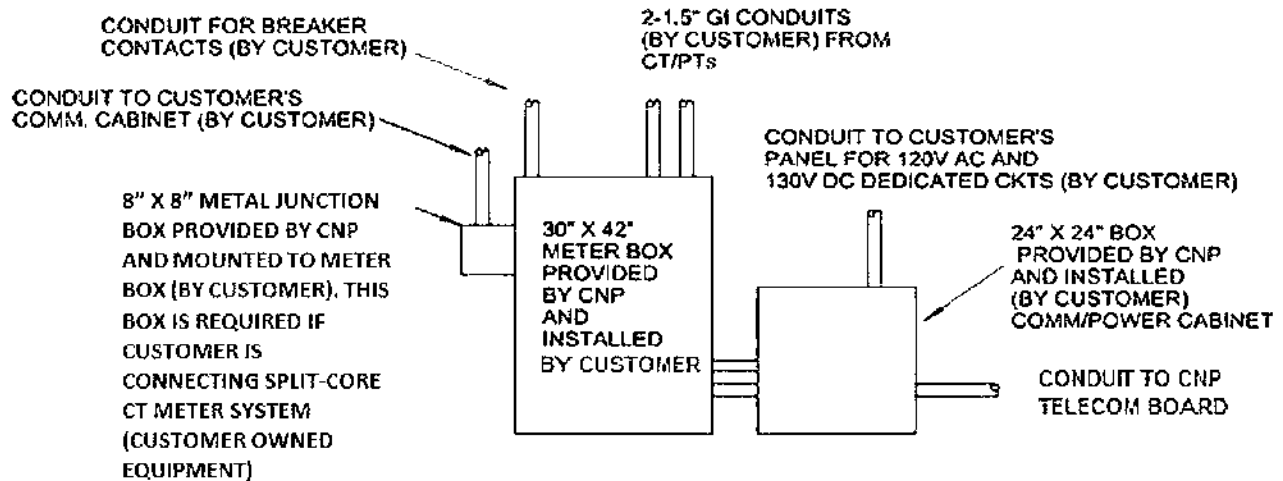 CONDUIT FOR BREAKER
CONTACTS (BY CUSTOMER)
2-1.5" GI CONDUITS
(BY CUSTOMER) FROM
CT/PTs
CONDUIT TO CUSTOMER'S
COMM. CABINET (BY CUSTOMER)
CONDUIT TO CUSTOMER'S
PANEL FOR 120V AC AND
130V DC DEDICATED CKTS (BY CUSTOMER)
8" X 8" METAL JUNCTION
BOX PROVIDED BY CNP
AND MOUNTED TO METER
BOX (BY CUSTOMER). THIS
BOX IS REQUIRED IF
CUSTOMER IS
CONNECTING SPLIT-CORE
CT METER SYSTEM
(CUSTOMER OWNED
EQUIPMENT)
30" X 42"
METER BOX
PROVIDED
BY CNP
AND
INSTALLED
BY CUSTOMER
24" X 24" BOX
PROVIDED BY CNP
AND INSTALLED
(BY CUSTOMER)
COMM/POWER CABINET
CONDUIT TO CNP
TELECOM BOARD